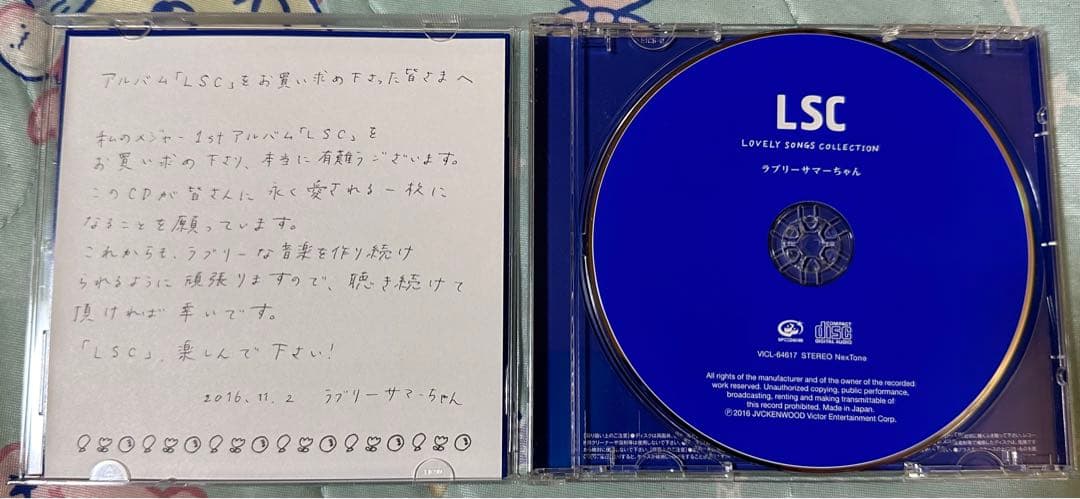 アルバム「LSC」をお買い求め下さった皆さまへ
私のメジャー1stアルバム「LSC」を
お買い求め下さり、本当に有難うございます。
このCDが皆さんに永く愛される一枚に
なることを願っています。
これからも、ラブリーな音楽を作り続け
られるように頑張りますので、聴き続けて
頂ければ幸いです。
「LSC」、楽しんで下さい!
2016.11.2 ラブリーサマーちゃん
LSC
LOVELY SONGS COLLECTION
ラブリーサマーちゃん
COMPACT
disc
DIGITAL AUDIO
VICL-64617 STEREO NexTone
All rights of the manufacturer and of the owner of the recorded
work reserved. Unauthorized copying, public performance,
broadcasting, renting and making transmittable of
this record prohibited. Made in Japan.
Ⓟ2016 JVCKENWOOD Victor Entertainment Corp.